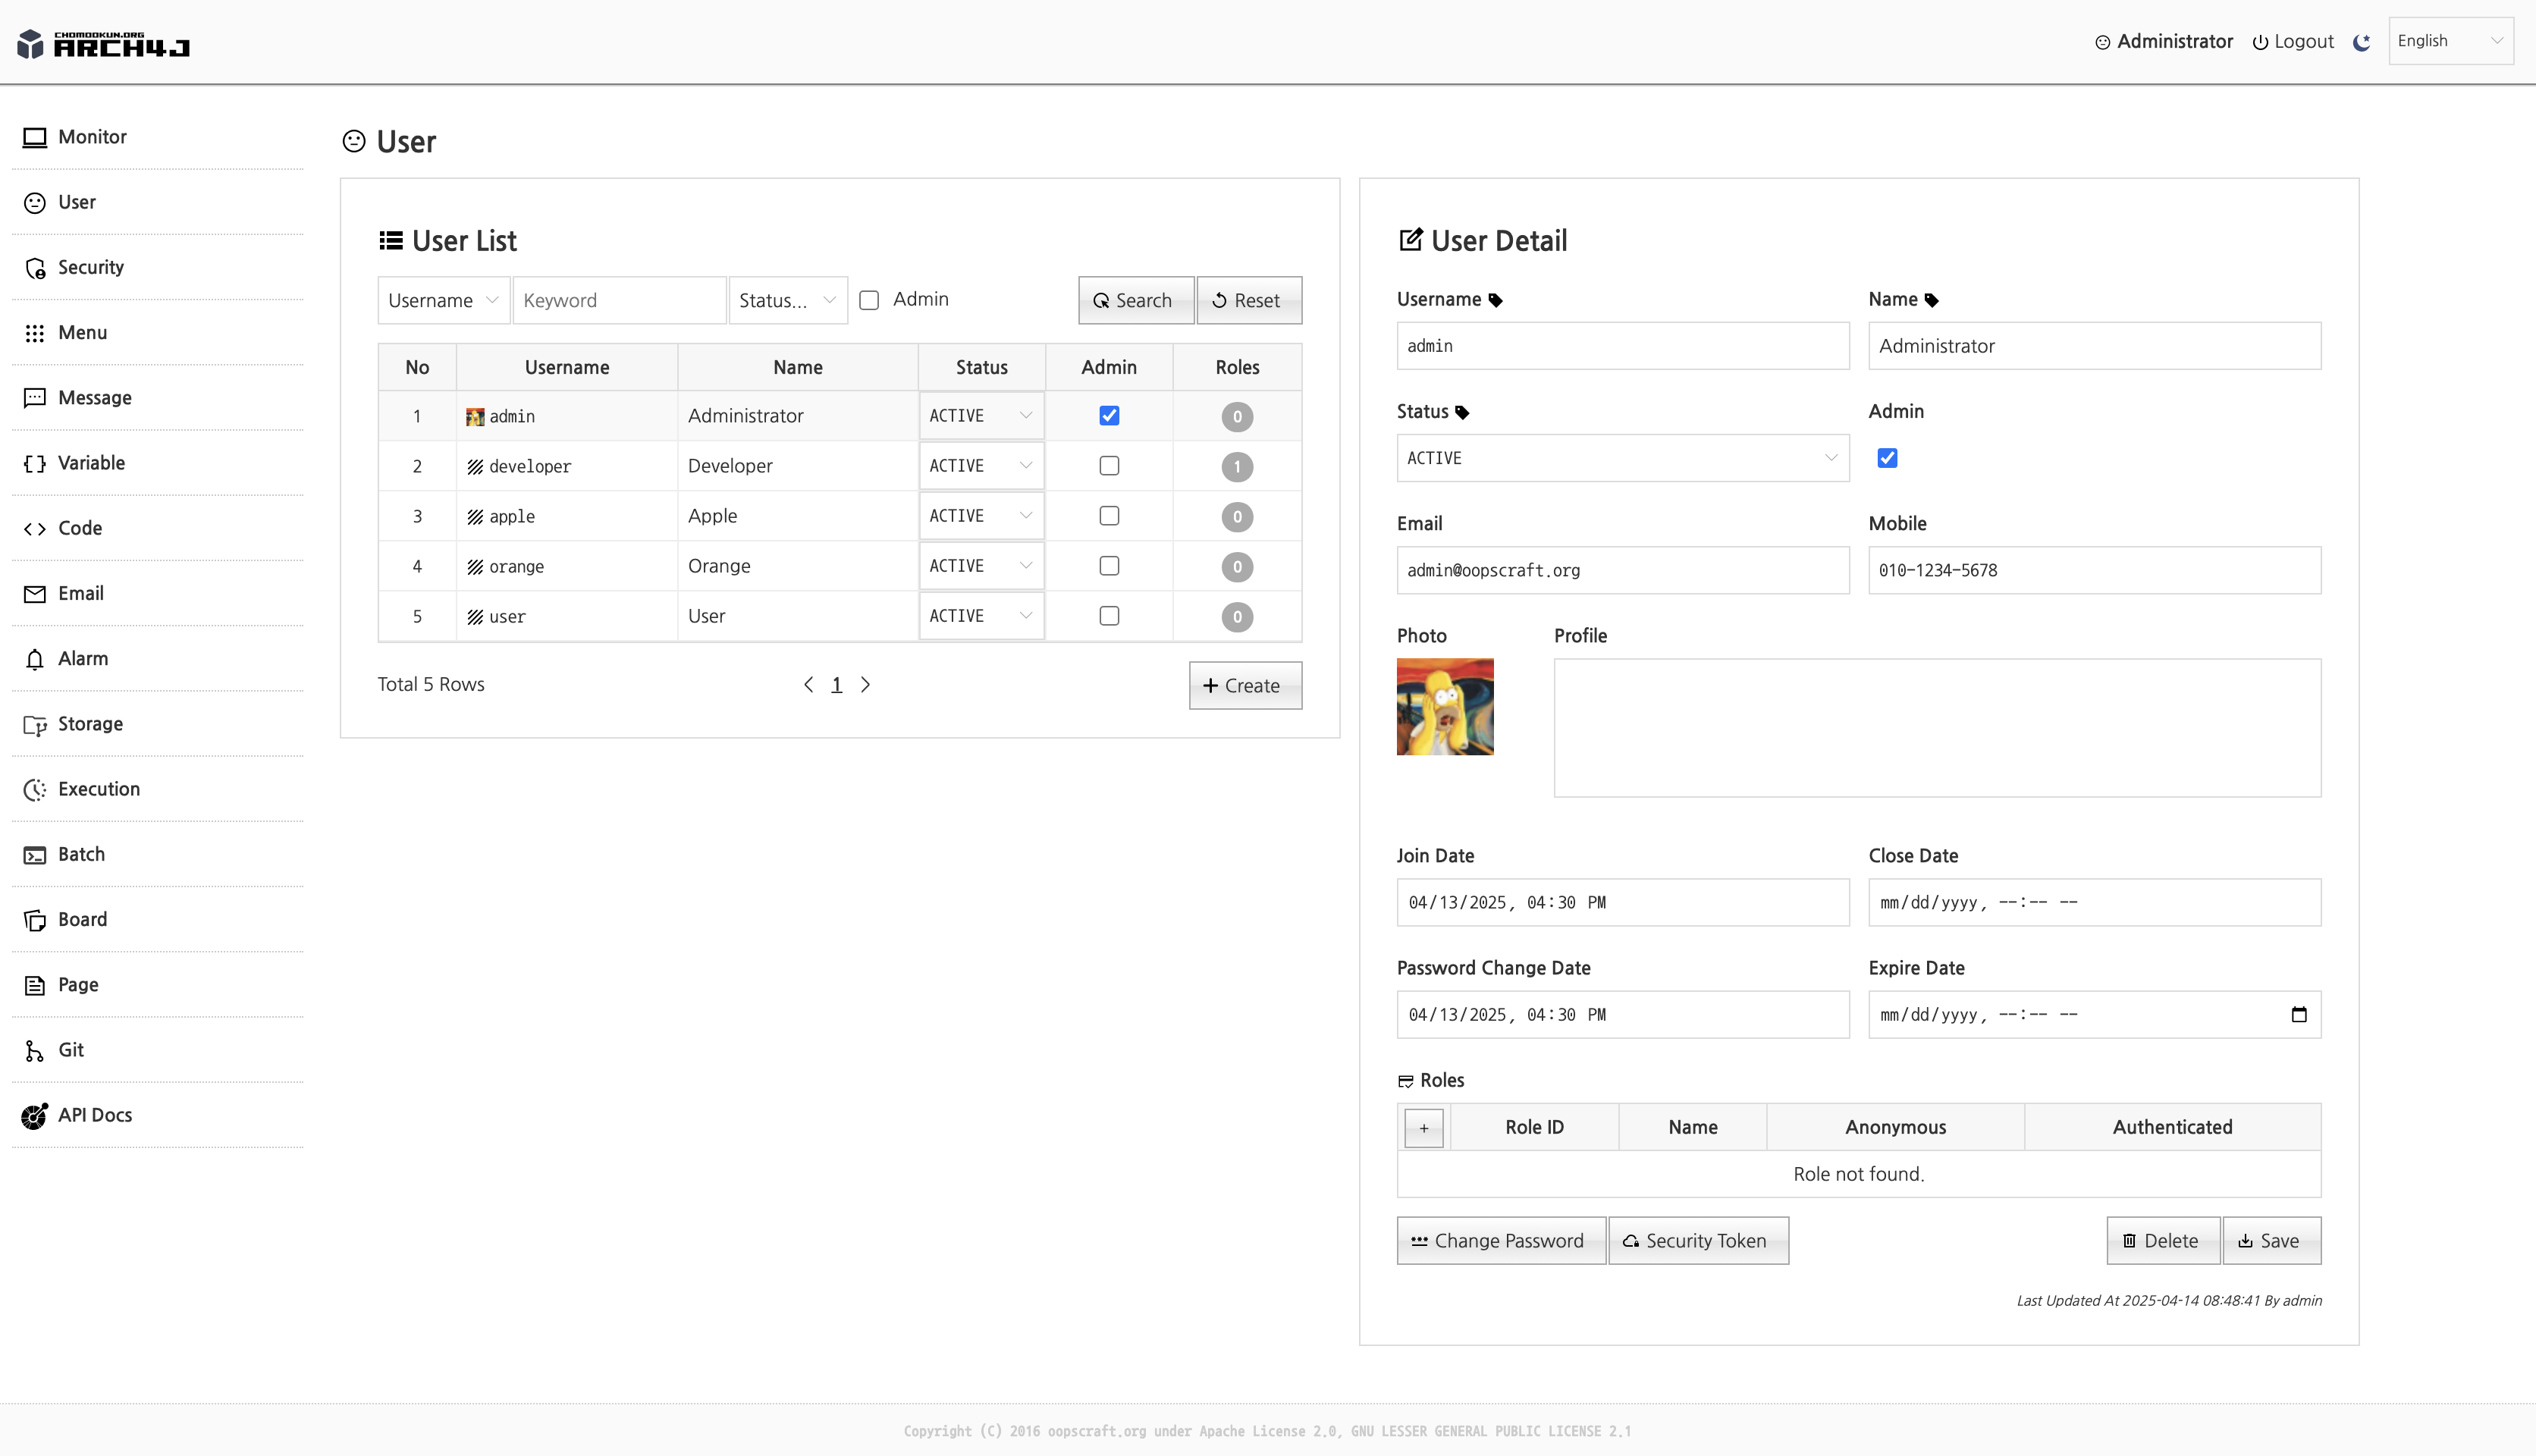 CHOMOOKUN.ORG
ARCH4J
Administrator Logout English
Monitor
User
Security
Menu
Message
Variable
Code
Email
Alarm
Storage
Execution
Batch
Board
Page
Git
API Docs
User
User List
Username Keyword Status... Admin Search Reset
No Username Name Status Admin Roles
1 admin Administrator ACTIVE 0
2 developer Developer ACTIVE 1
3 apple Apple ACTIVE 0
4 orange Orange ACTIVE 0
5 user User ACTIVE 0
Total 5 Rows 1 + Create
User Detail
Username Name
admin Administrator
Status Admin
ACTIVE
Email Mobile
admin@oopscraft.org 010-1234-5678
Photo Profile
Join Date Close Date
04/13/2025, 04:30 PM mm/dd/yyyy, --:-- --
Password Change Date Expire Date
04/13/2025, 04:30 PM mm/dd/yyyy, --:-- --
Roles
+ Role ID Name Anonymous Authenticated
Role not found.
Change Password Security Token Delete Save
Last Updated At 2025-04-14 08:48:41 By admin
Copyright (C) 2016 oopscraft.org under Apache License 2.0, GNU LESSER GENERAL PUBLIC LICENSE 2.1